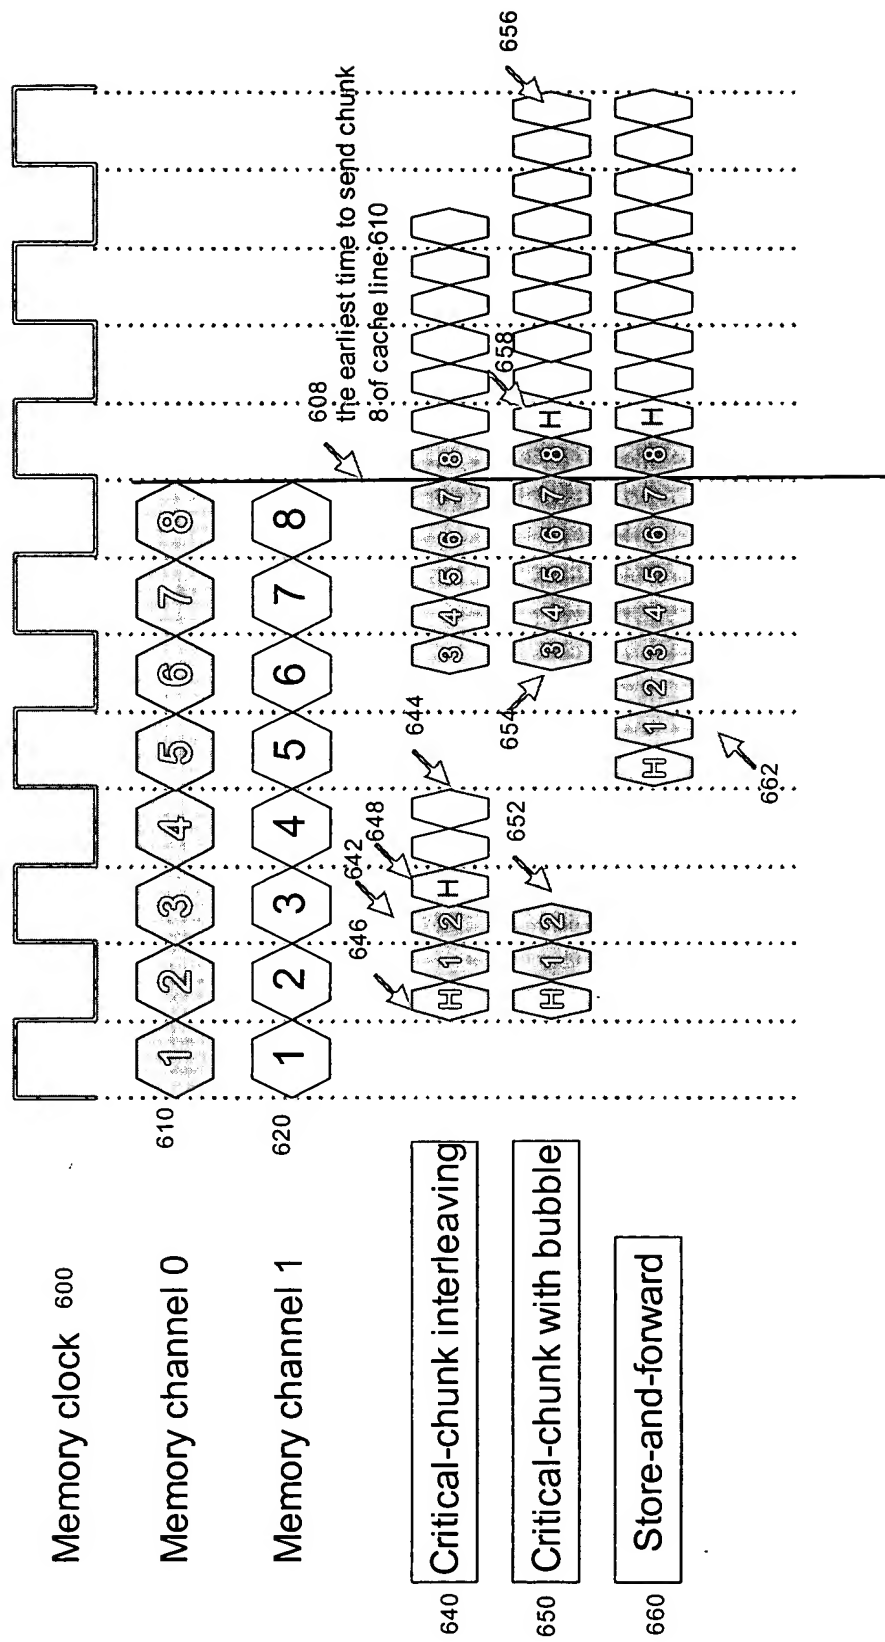 Memory clock 600
Memory channel 0
610
1 2 3 4 5 6 7 8
Memory channel 1
620
1 2 3 4 5 6 7 8
608
the earliest time to send chunk
8 of cache line 610
646
642
648
644
640
Critical-chunk interleaving
H 1 2 H 3 4 5 6 7 8
652
654
658
656
650
Critical-chunk with bubble
H 1 2 3 4 5 6 7 8 H
660
Store-and-forward
H 1 2 3 4 5 6 7 8 H
662